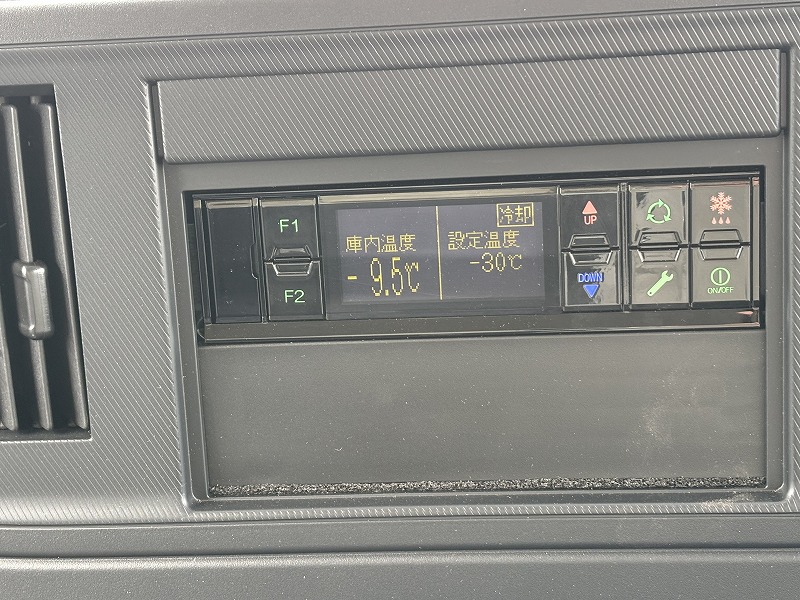 F1
F2
冷却
庫内温度
- 9.5℃
設定温度
-30℃
UP
DOWN
ON/OFF